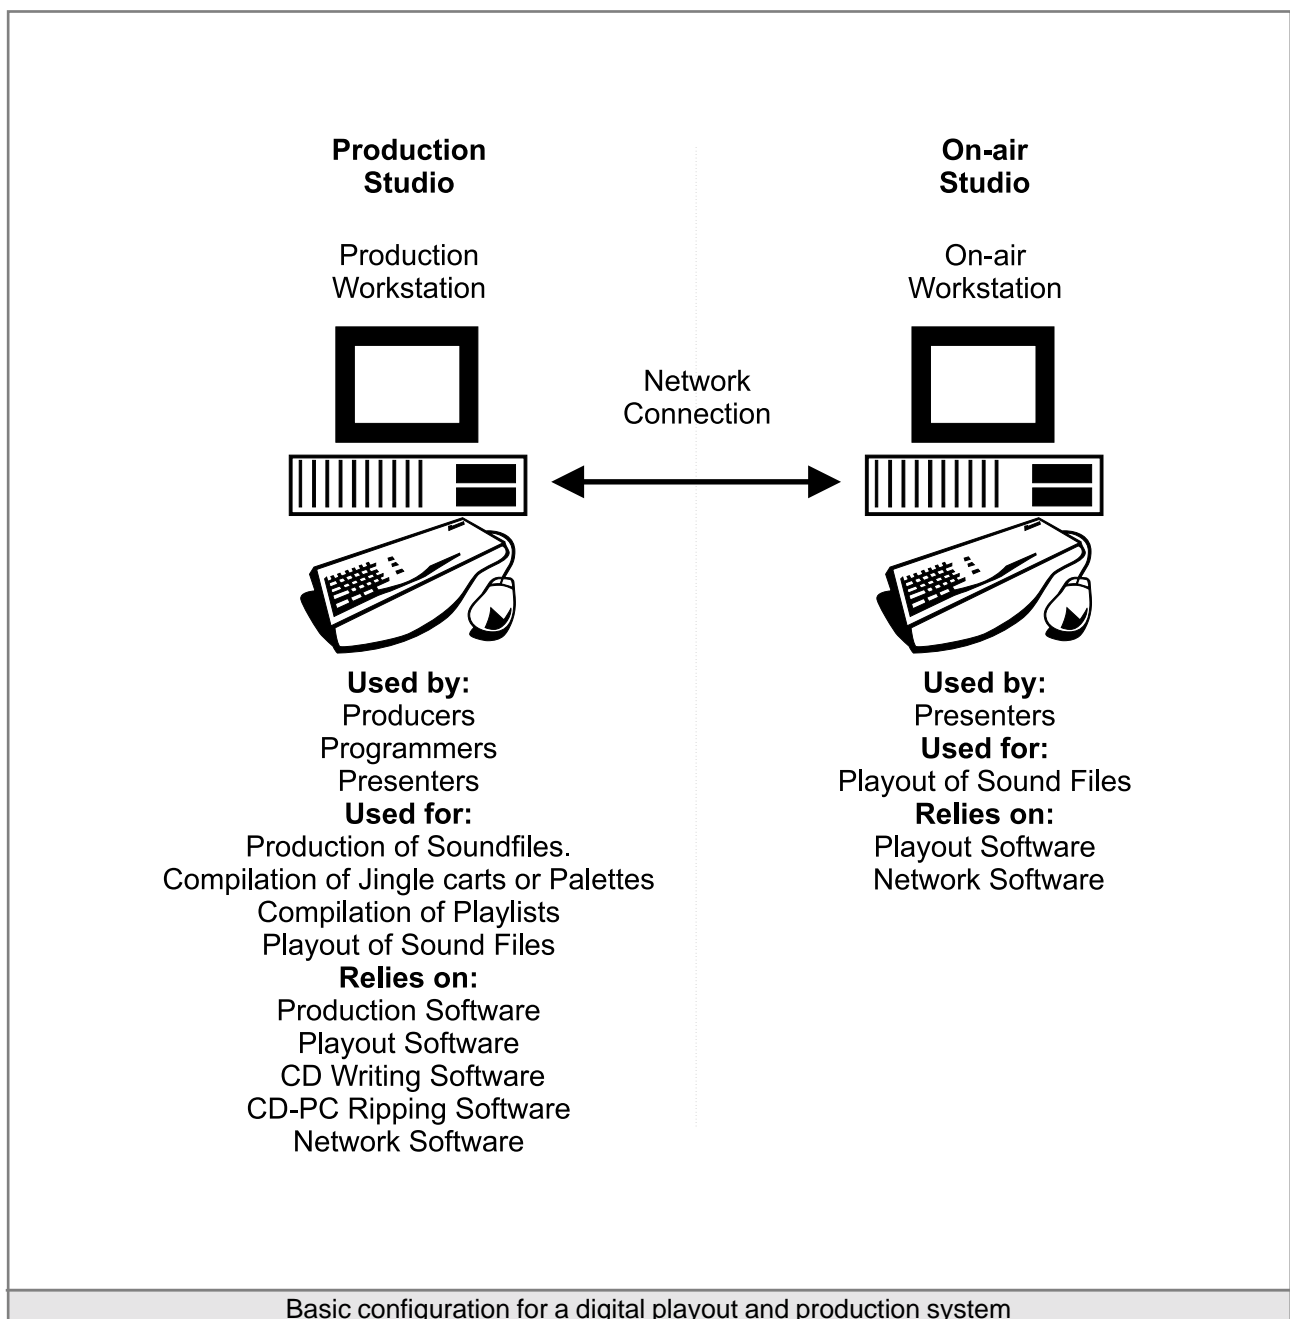 Production
Studio
Production
Workstation
On-air
Studio
On-air
Workstation
Network
Connection
Used by:
Producers
Programmers
Presenters
Used for:
Production of Soundfiles.
Compilation of Jingle carts or Palettes
Compilation of Playlists
Playout of Sound Files
Relies on:
Production Software
Playout Software
CD Writing Software
CD-PC Ripping Software
Network Software
Used by:
Presenters
Used for:
Playout of Sound Files
Relies on:
Playout Software
Network Software
Basic configuration for a digital playout and production system